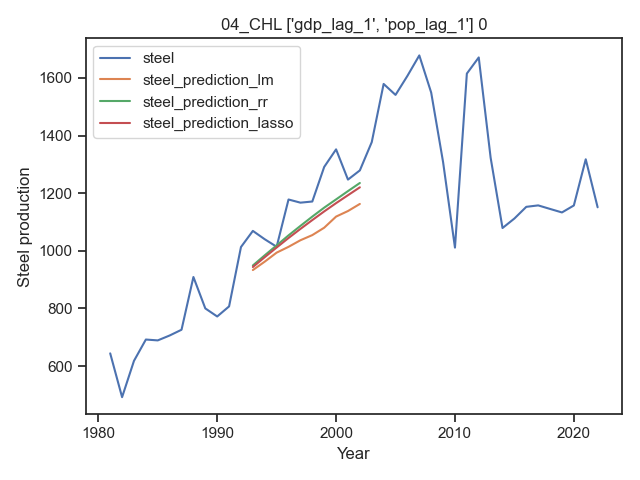 04_CHL ['gdp_lag_1', 'pop_lag_1'] 0
steel
steel_prediction_lm
steel_prediction_rr
steel_prediction_lasso
Steel production
1600
1400
1200
1000
800
600
1980 1990 2000 2010 2020
Year